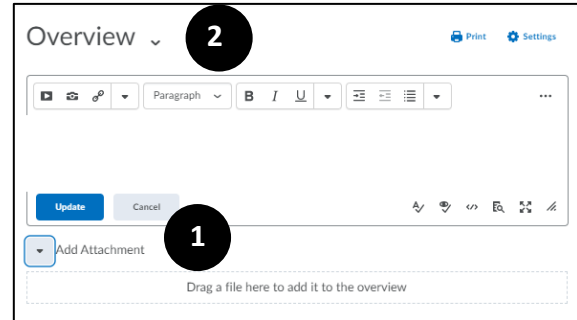 Overview 2 Print Settings
Paragraph B I U ...
Update Cancel
1
Add Attachment
Drag a file here to add it to the overview